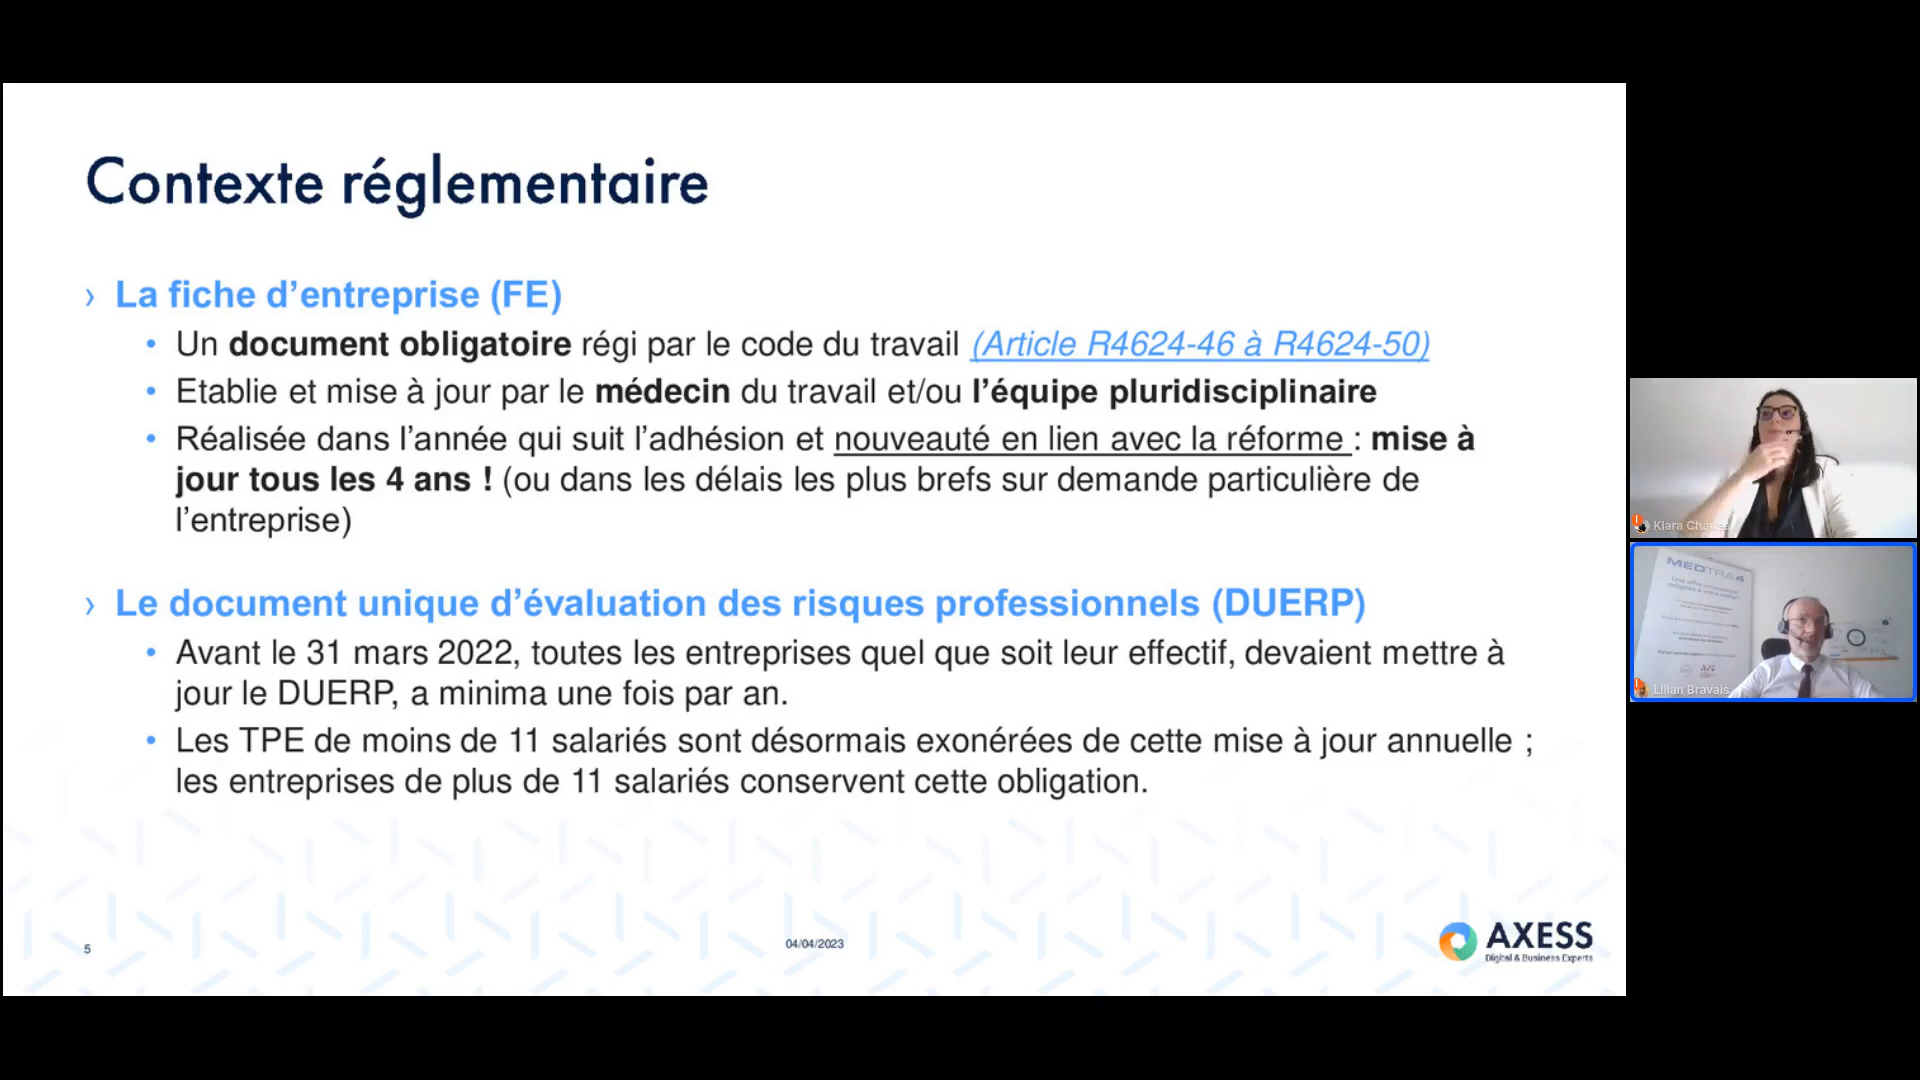 Contexte réglementaire
› La fiche d’entreprise (FE)
• Un document obligatoire régi par le code du travail (Article R4624-46 à R4624-50)
• Etablie et mise à jour par le médecin du travail et/ou l’équipe pluridisciplinaire
• Réalisée dans l’année qui suit l’adhésion et nouveauté en lien avec la réforme : mise à
jour tous les 4 ans ! (ou dans les délais les plus brefs sur demande particulière de
l’entreprise)
› Le document unique d’évaluation des risques professionnels (DUERP)
• Avant le 31 mars 2022, toutes les entreprises quel que soit leur effectif, devaient mettre à
jour le DUERP, a minima une fois par an.
• Les TPE de moins de 11 salariés sont désormais exonérées de cette mise à jour annuelle ;
les entreprises de plus de 11 salariés conservent cette obligation.
5
04/04/2023
AXESS
Digital & Business Experts
Kiara
MEDTRA4
Lilian Bravais